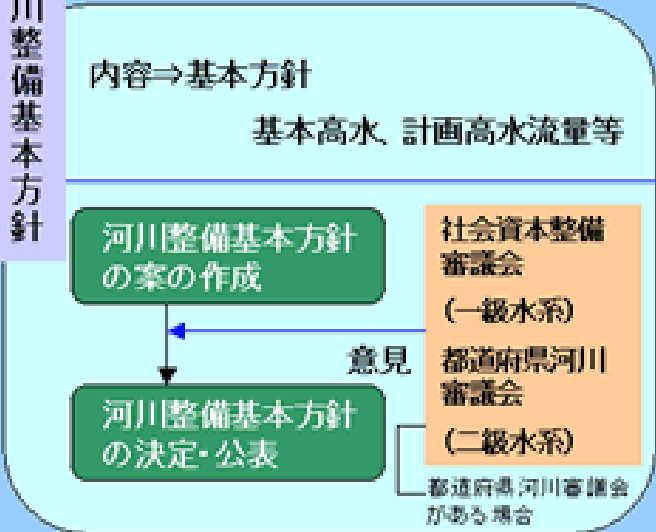 川整備基本方針
内容⇒基本方針
基本高水、計画高水流量等
河川整備基本方針
の案の作成
社会資本整備
審議会
(一級水系)
意見
都道府県河川
審議会
(二級水系)
河川整備基本方針
の決定・公表
都道府県河川審議会
がある場合